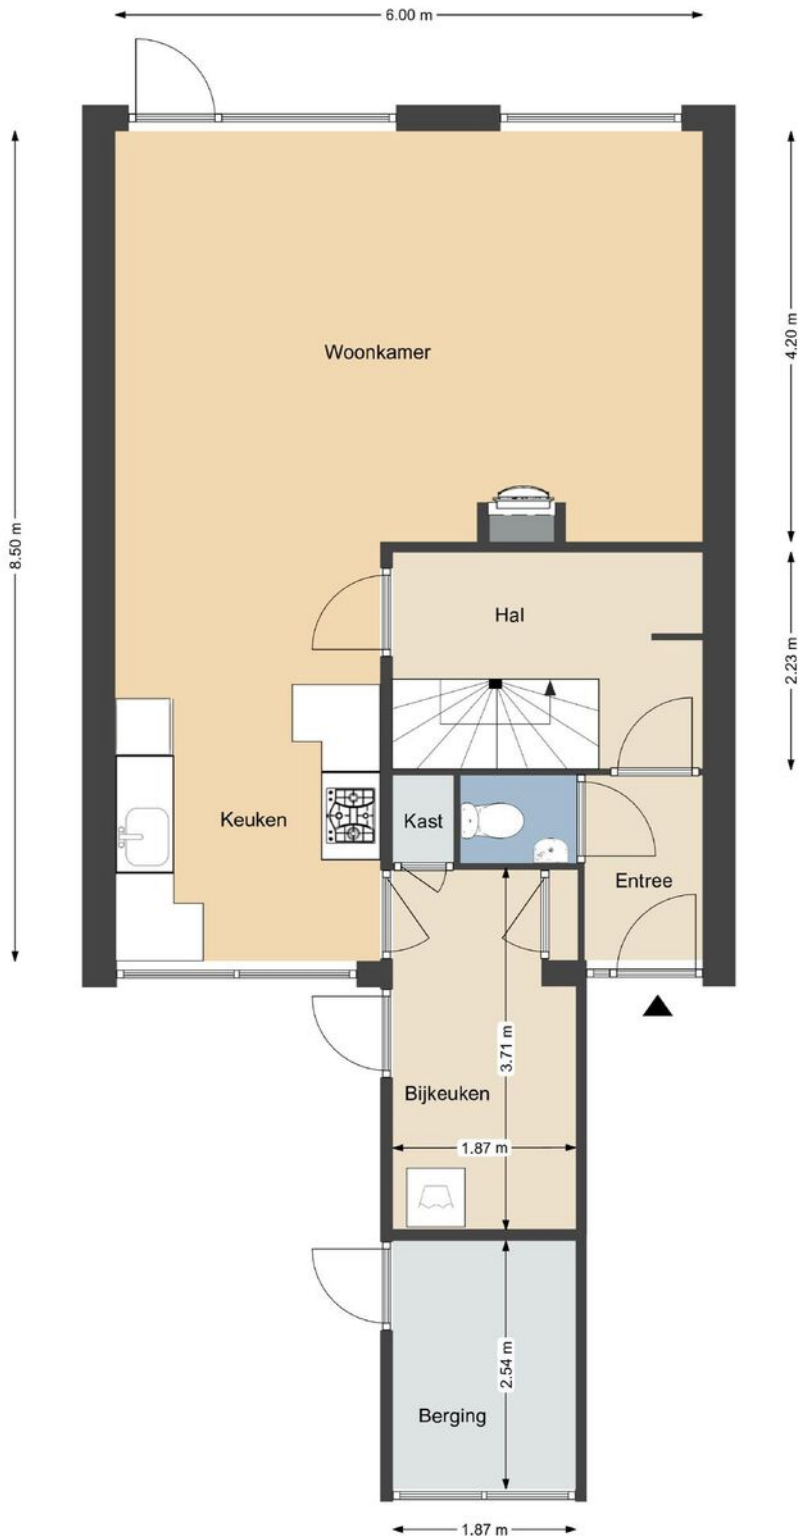 6.00 m
8.50 m
4.20 m
Woonkamer
2.23 m
Hal
Keuken
Kast
Entree
3.71 m
Bijkeuken
1.87 m
2.54 m
Berging
1.87 m